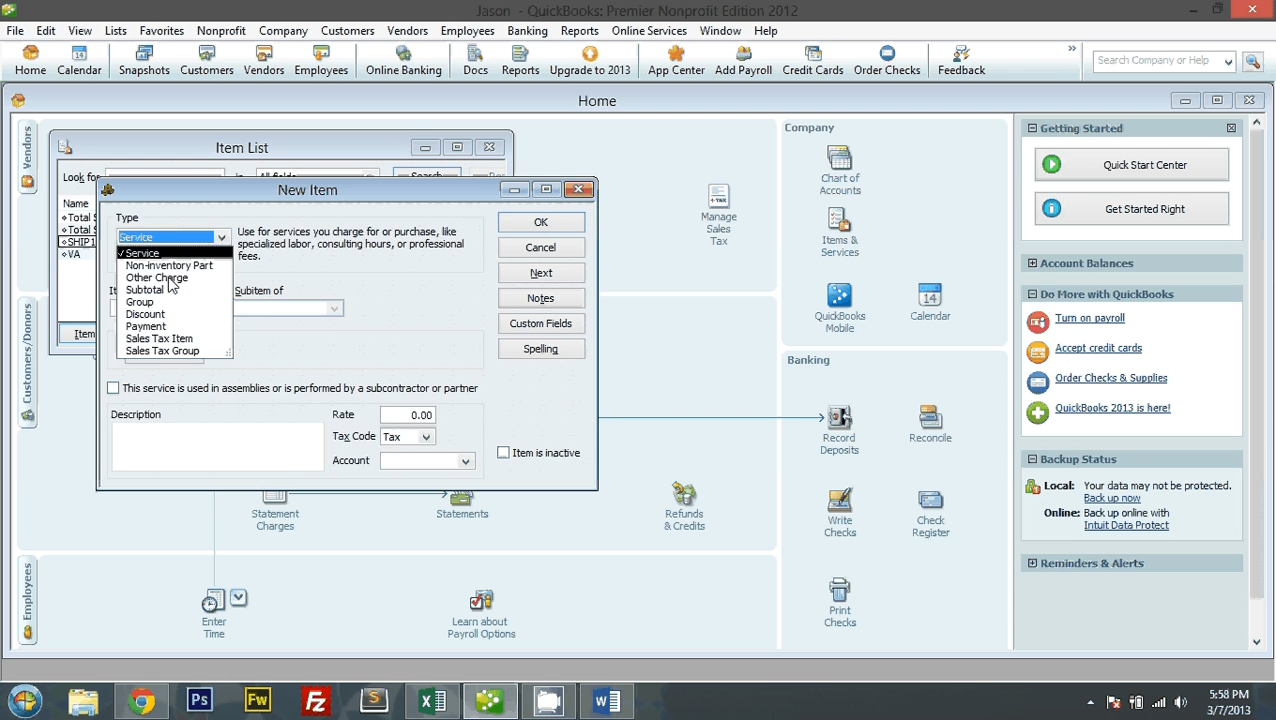 Jason - QuickBooks: Premier Nonprofit Edition 2012
File Edit View Lists Favorites Nonprofit Company Customers Vendors Employees Banking Reports Online Services Window Help
Home Calendar Snapshots Customers Vendors Employees Online Banking Docs Reports Upgrade to 2013 App Center Add Payroll Credit Cards Order Checks Feedback
Search Company or Help
Home
Vendors
Item List
Look for
in
All fields
Search
Name
Total S
Total S
SHIP1
VA
Item
New Item
Type
Service
Use for services you charge for or purchase, like
specialized labor, consulting hours, or professional
fees.
Service
Non-inventory Part
Other Charge
Subtotal
Group
Discount
Payment
Sales Tax Item
Sales Tax Group
Subitem of
OK
Cancel
Next
Notes
Custom Fields
Spelling
This service is used in assemblies or is performed by a subcontractor or partner
Description
Rate 0.00
Tax Code Tax
Account
Item is inactive
Manage
Sales
Tax
Customers/Donors
Statement
Charges
Statements
Refunds
& Credits
Employees
Enter
Time
Learn about
Payroll Options
Company
Chart of
Accounts
Items &
Services
QuickBooks
Mobile
Calendar
14
Banking
Record
Deposits
Reconcile
Write
Checks
Check
Register
Print
Checks
Getting Started
Quick Start Center
Get Started Right
Account Balances
Do More with QuickBooks
Turn on payroll
Accept credit cards
Order Checks & Supplies
QuickBooks 2013 is here!
Backup Status
Local: Your data may not be protected.
Back up now
Online: Back up online with
Intuit Data Protect
Reminders & Alerts
Ps Fw Fz S X W
5:58 PM
3/7/2013